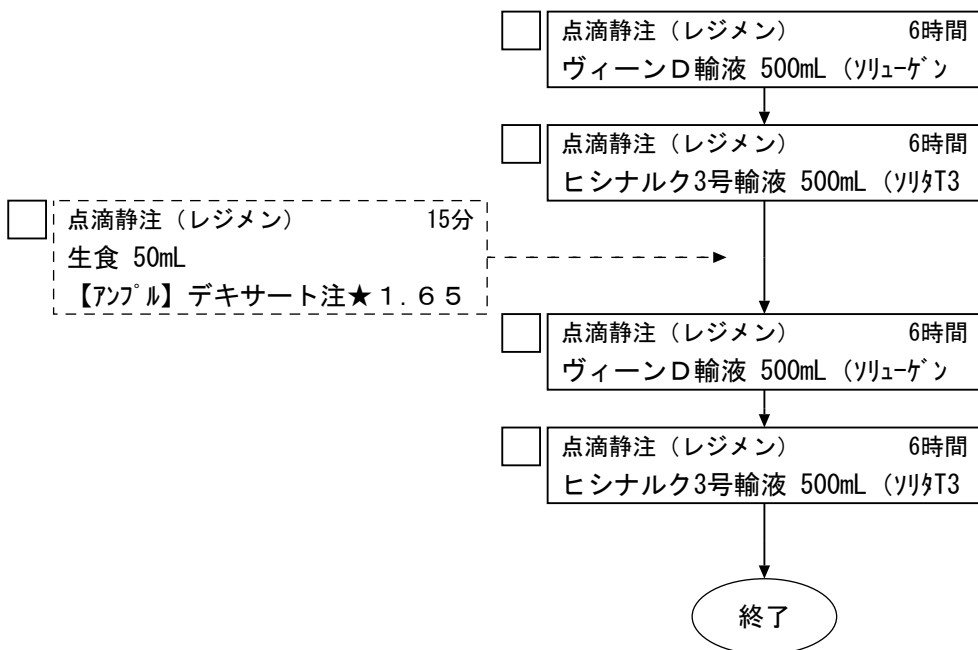 点滴静注（レジメン） 6時間
ヴィーンＤ輸液 500mL（ｿﾘｭｰｹﾞﾝ
点滴静注（レジメン） 6時間
ヒシナルク3号輸液 500mL（ｿﾘﾀT3
点滴静注（レジメン） 15分
生食 50mL
【ｱﾝﾌﾟﾙ】デキサート注★１.６５
点滴静注（レジメン） 6時間
ヴィーンＤ輸液 500mL（ｿﾘｭｰｹﾞﾝ
点滴静注（レジメン） 6時間
ヒシナルク3号輸液 500mL（ｿﾘﾀT3
終了